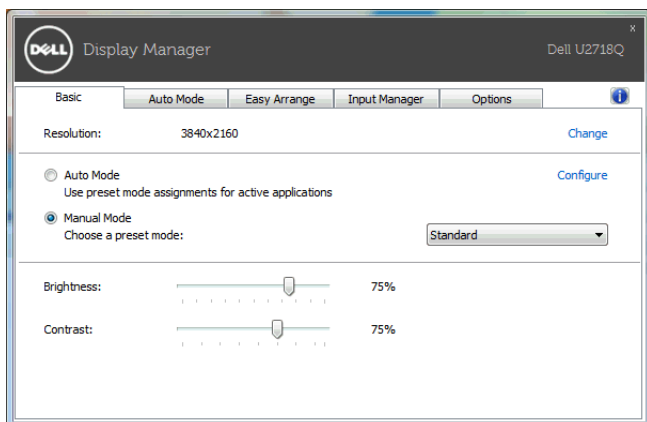 DELL Display Manager Dell U2718Q x
Basic Auto Mode Easy Arrange Input Manager Options i
Resolution: 3840x2160 Change
Auto Mode Configure
Use preset mode assignments for active applications
Manual Mode
Choose a preset mode: Standard
Brightness: 75%
Contrast: 75%